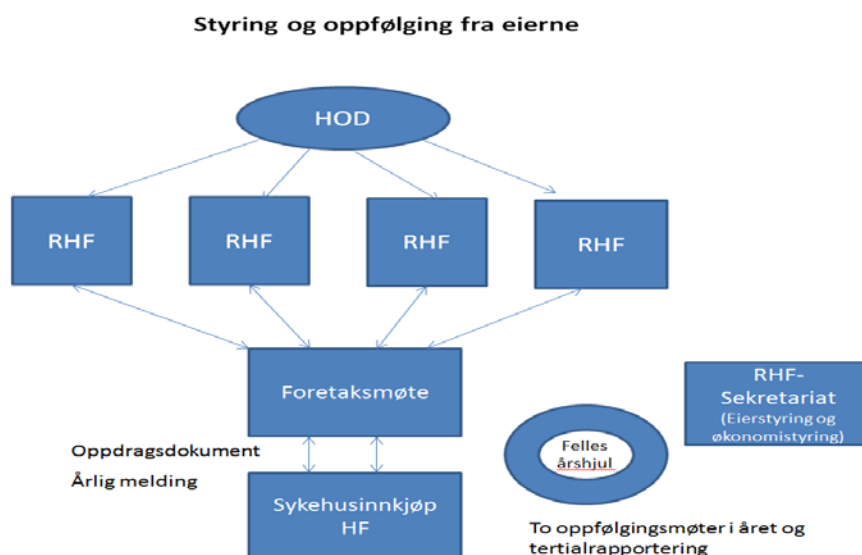 Styring og oppfølging fra eierne
HOD
RHF
RHF
RHF
RHF
Foretaksmøte
RHF-
Sekretariat
(Eierstyring og
økonomistyring)
Felles
årshjul
Oppdragsdokument
Årlig melding
Sykehusinnkjøp
HF
To oppfølgingsmøter i året og
tertialrapportering